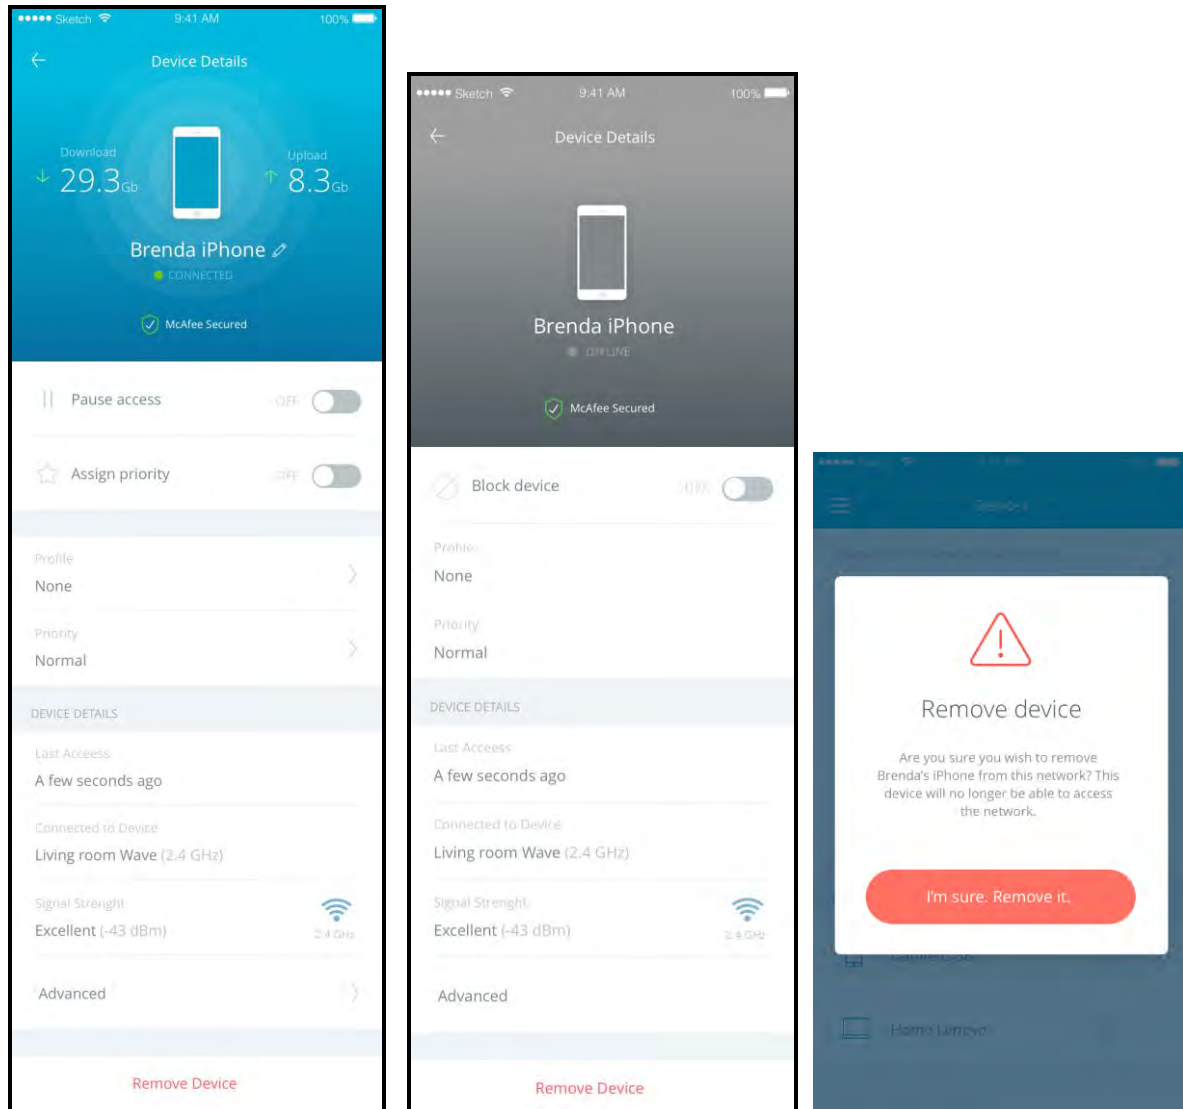 Sketch 9:41 AM 100%
Device Details
Download
29.3Gb
Upload
8.3Gb
Brenda iPhone
CONNECTED
McAfee Secured
Pause access OFF
Assign priority OFF
Profile
None
Priority
Normal
DEVICE DETAILS
Last Acceess
A few seconds ago
Connected to Device
Living room Wave (2.4 GHz)
Signal Strenght
Excellent (-43 dBm)
2.4 GHz
Advanced
Remove Device
Sketch 9:41 AM 100%
Device Details
Brenda iPhone
OFFLINE
McAfee Secured
Block device
Profile
None
Priority
Normal
DEVICE DETAILS
Last Acceess
A few seconds ago
Connected to Device
Living room Wave (2.4 GHz)
Signal Strenght
Excellent (-43 dBm)
2.4 GHz
Advanced
Remove Device
Devices
Remove device
Are you sure you wish to remove
Brenda's iPhone from this network? This
device will no longer be able to access
the network.
I'm sure. Remove it.
Home Lenovo